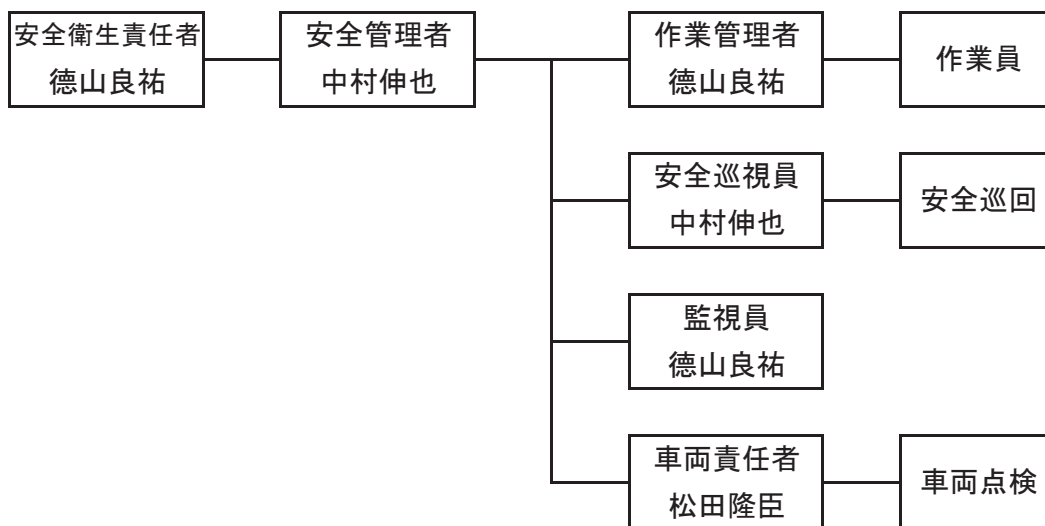 安全衛生責任者
德山良祐
安全管理者
中村伸也
作業管理者
德山良祐
作業員
安全巡視員
中村伸也
安全巡回
監視員
德山良祐
車両責任者
松田隆臣
車両点検